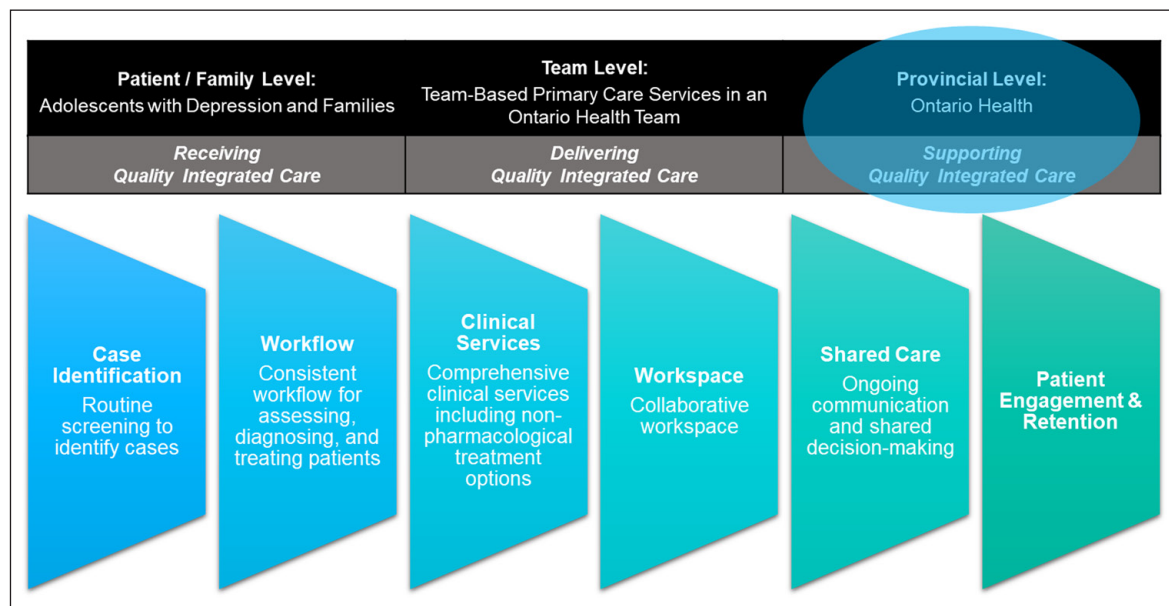 Patient / Family Level:
Adolescents with Depression and Families
Team Level:
Team-Based Primary Care Services in an
Ontario Health Team
Provincial Level:
Ontario Health
Receiving
Quality Integrated Care
Delivering
Quality Integrated Care
Supporting
Quality Integrated Care
Case
Identification
Routine
screening to
identify cases
Workflow
Consistent
workflow for
assessing,
diagnosing, and
treating patients
Clinical
Services
Comprehensive
clinical services
including non-
pharmacological
treatment
options
Workspace
Collaborative
workspace
Shared Care
Ongoing
communication
and shared
decision-making
Patient
Engagement &
Retention